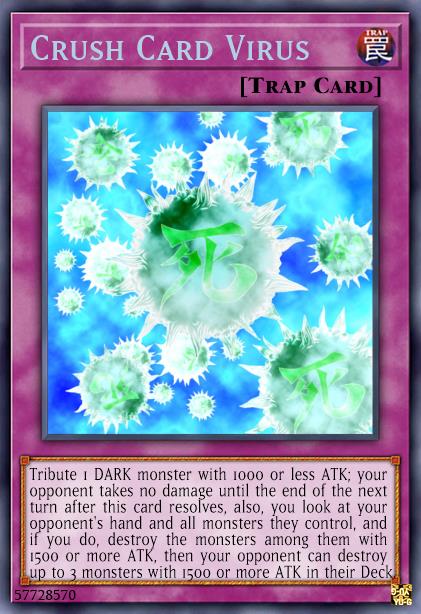 CRUSH CARD VIRUS
TRAP
罠
[TRAP CARD]
死
死
死
Tribute 1 DARK monster with 1000 or less ATK; your
opponent takes no damage until the end of the next
turn after this card resolves, also, you look at your
opponent's hand and all monsters they control, and
if you do, destroy the monsters among them with
1500 or more ATK, then your opponent can destroy
up to 3 monsters with 1500 or more ATK in their Deck
57728570